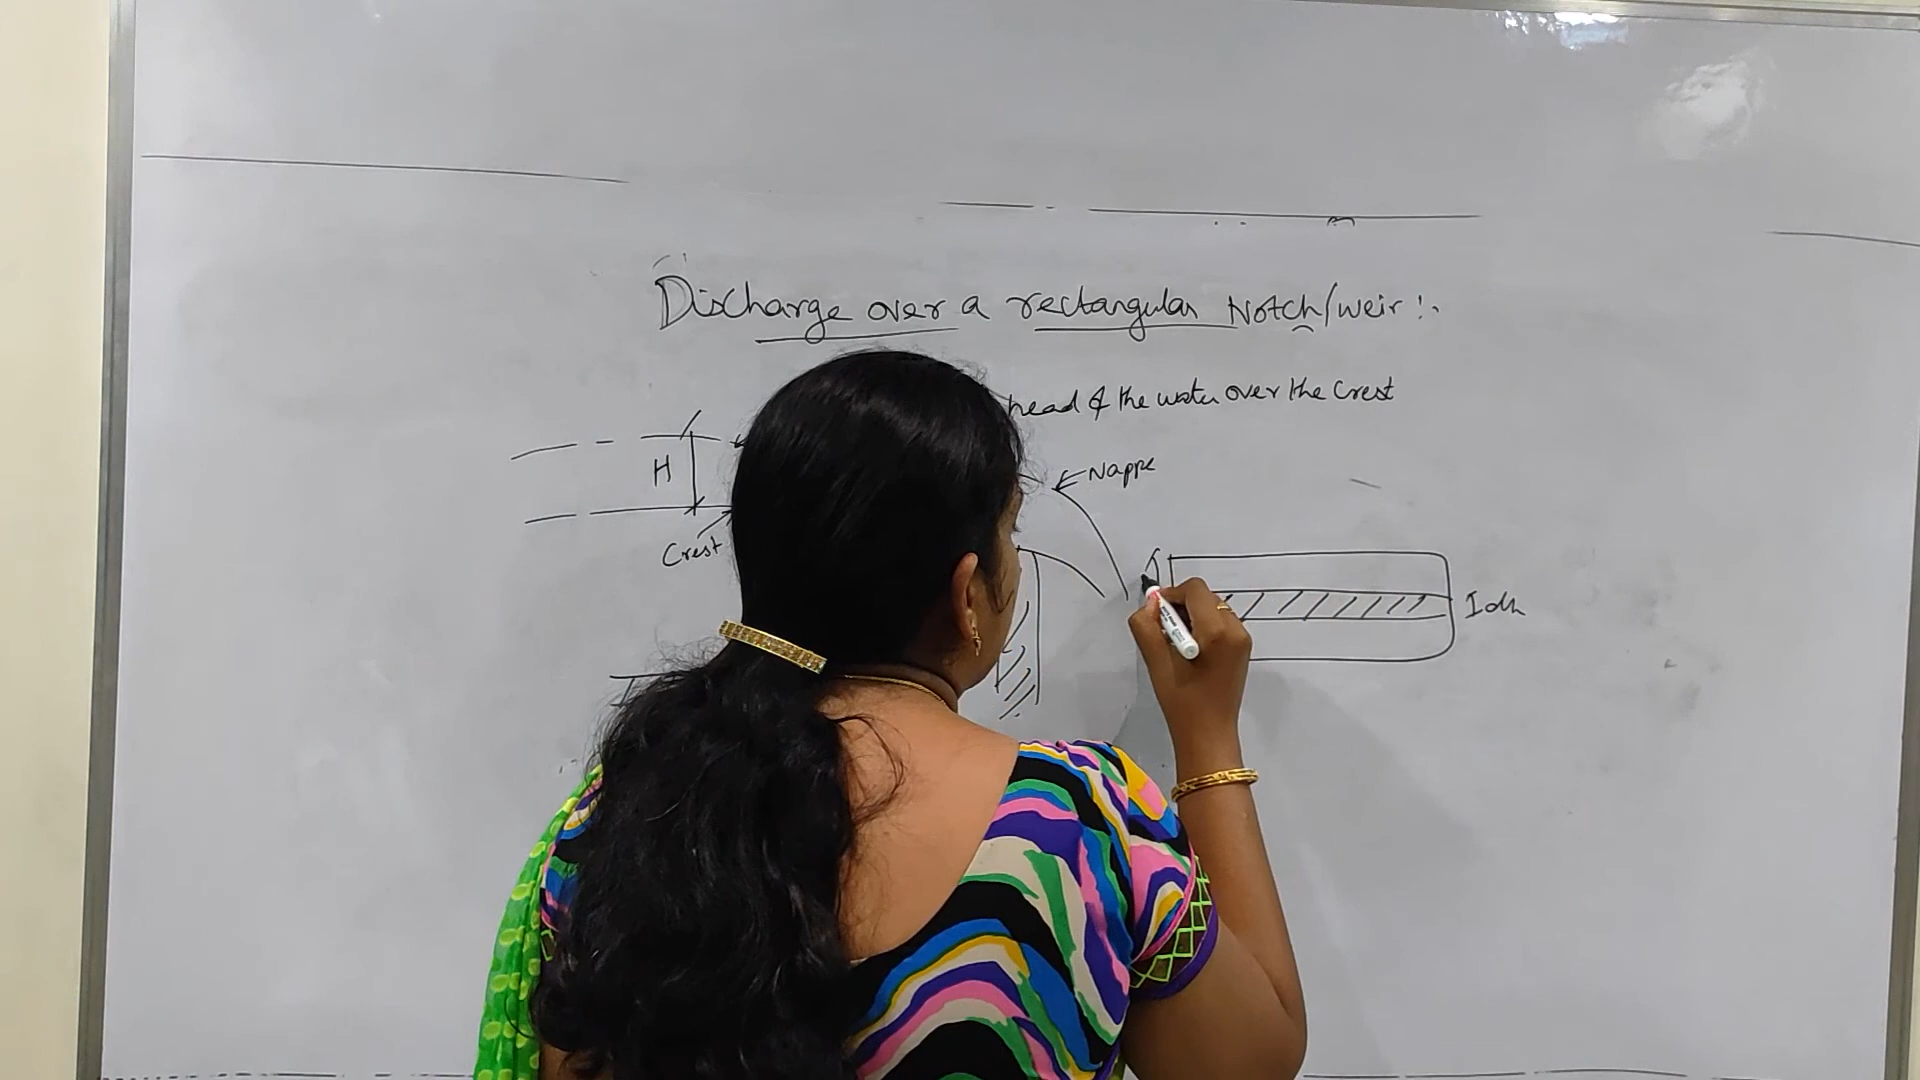 Discharge over a rectangular Notch/weir :-
head of the water over the crest
H
Nappe
Crest
Idh